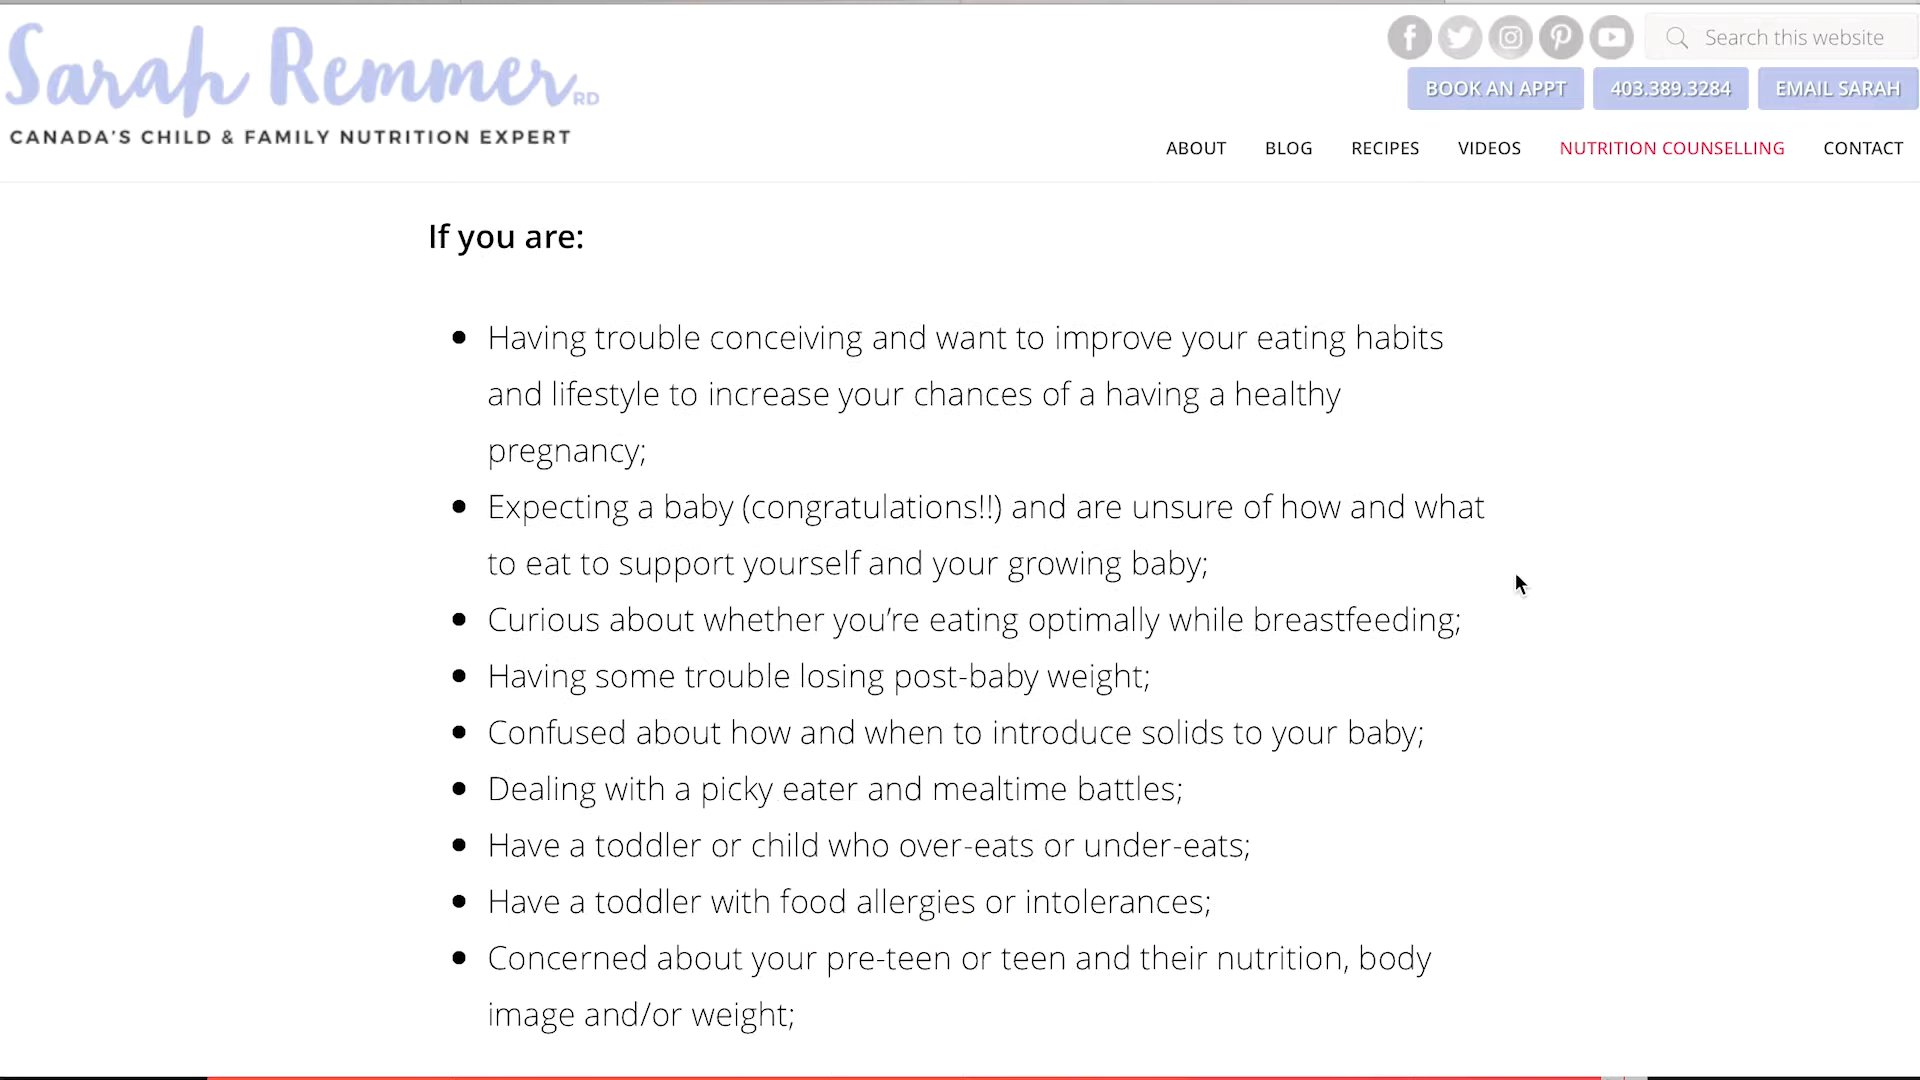 Sarah Remmer RD
CANADA'S CHILD & FAMILY NUTRITION EXPERT
Search this website
BOOK AN APPT 403.389.3284 EMAIL SARAH
ABOUT BLOG RECIPES VIDEOS NUTRITION COUNSELLING CONTACT
If you are:
• Having trouble conceiving and want to improve your eating habits
and lifestyle to increase your chances of a having a healthy
pregnancy;
• Expecting a baby (congratulations!!) and are unsure of how and what
to eat to support yourself and your growing baby;
• Curious about whether you’re eating optimally while breastfeeding;
• Having some trouble losing post-baby weight;
• Confused about how and when to introduce solids to your baby;
• Dealing with a picky eater and mealtime battles;
• Have a toddler or child who over-eats or under-eats;
• Have a toddler with food allergies or intolerances;
• Concerned about your pre-teen or teen and their nutrition, body
image and/or weight;